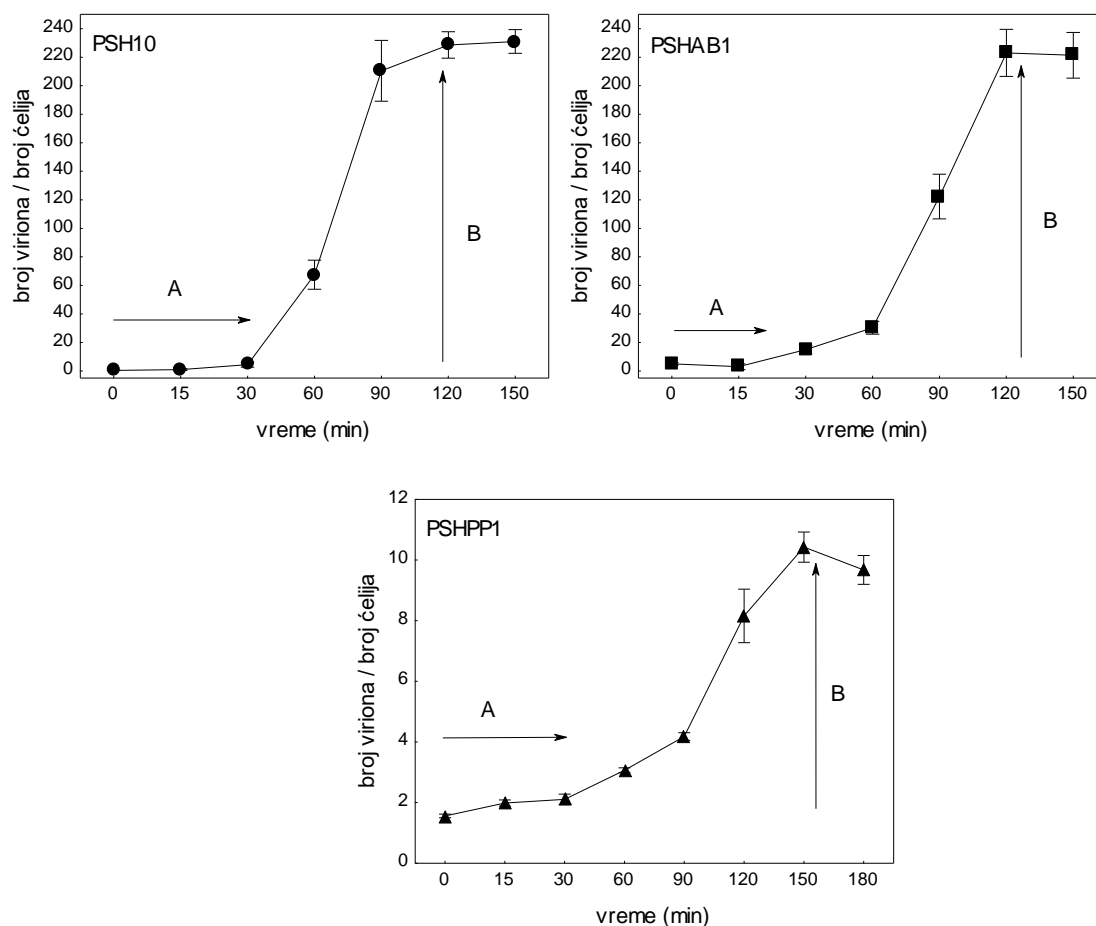 PSH10
240
220
200
180
160
140
120
100
80
60
40
20
0
broj viriona / broj ćelija
A
B
0 15 30 60 90 120 150
vreme (min)
PSHAB1
240
220
200
180
160
140
120
100
80
60
40
20
0
broj viriona / broj ćelija
A
B
0 15 30 60 90 120 150
vreme (min)
PSHPP1
12
10
8
6
4
2
0
broj viriona / broj ćelija
A
B
0 15 30 60 90 120 150 180
vreme (min)